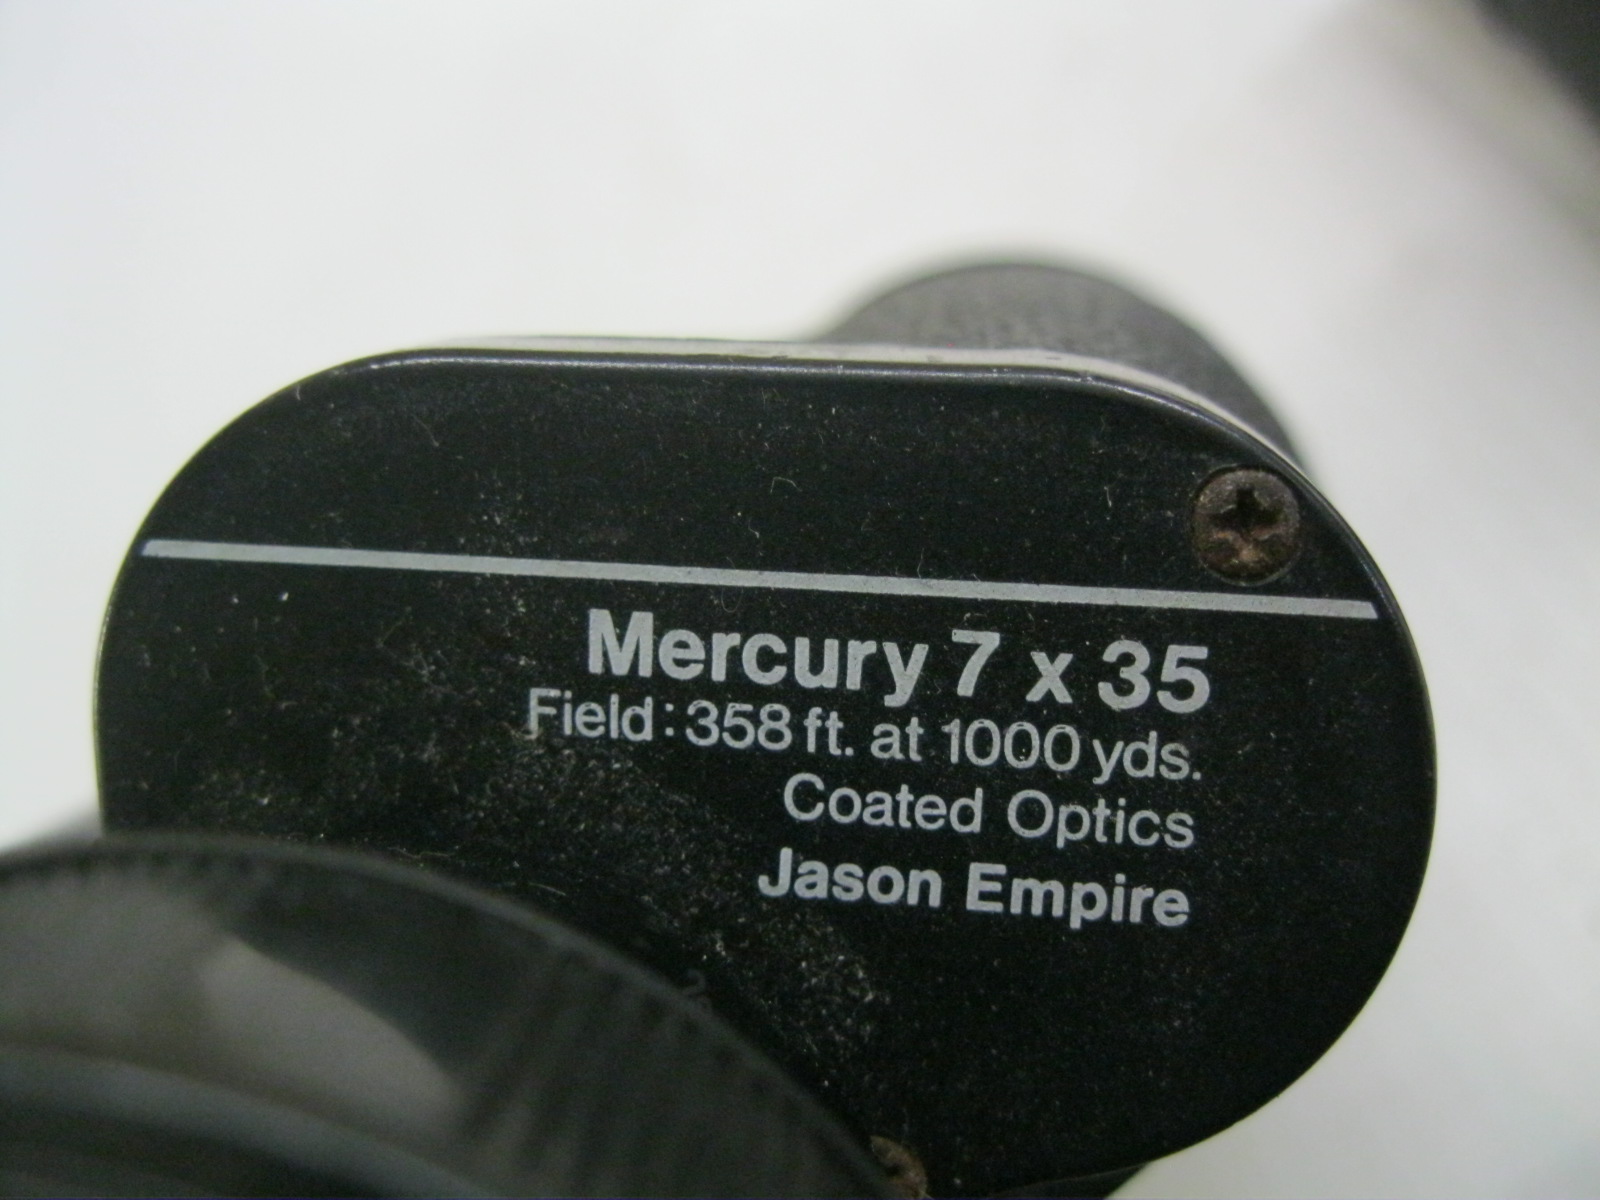 Mercury 7 x 35
Field: 358 ft. at 1000 yds.
Coated Optics
Jason Empire